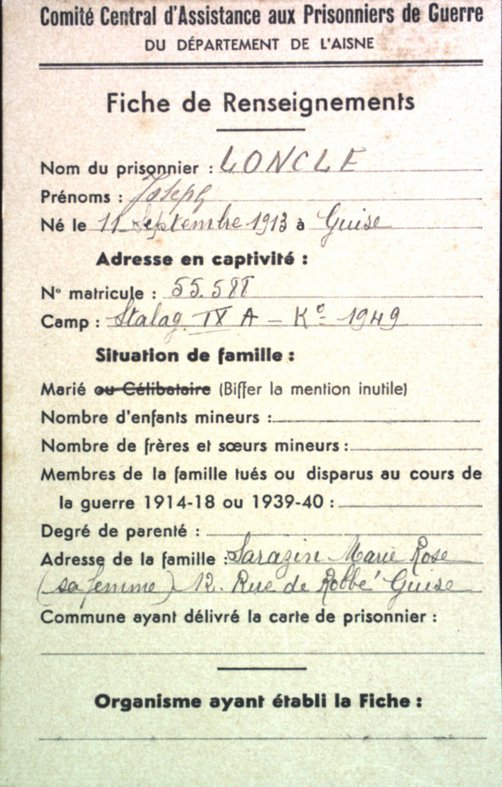 Comité Central d'Assistance aux Prisonniers de Guerre
DU DÉPARTEMENT DE L'AISNE
Fiche de Renseignements
Nom du prisonnier : LONCLE
Prénoms : Joseph
Né le 11 Septembre 1913 à Guise
Adresse en captivité :
N° matricule : 55.588
Camp : Stalag IX A - Ke - 1949
Situation de famille :
Marié ou Célibataire (Biffer la mention inutile)
Nombre d'enfants mineurs :
Nombre de frères et sœurs mineurs :
Membres de la famille tués ou disparus au cours de
la guerre 1914-18 ou 1939-40 :
Degré de parenté :
Adresse de la famille : Sarazin Marie Rose
(sa femme) 12. Rue de Robbé Guise
Commune ayant délivré la carte de prisonnier :
Organisme ayant établi la Fiche :